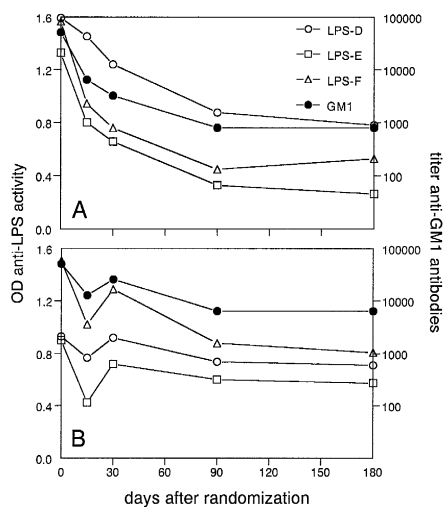 1.6
1.2
0.8
0.4
0.0
100000
10000
1000
100
LPS-D
LPS-E
LPS-F
GM1
A
1.6
1.2
0.8
0.4
0.0
100000
10000
1000
100
B
0
30
60
90
120
150
180
OD anti-LPS activity
titer anti-GM1 antibodies
days after randomization